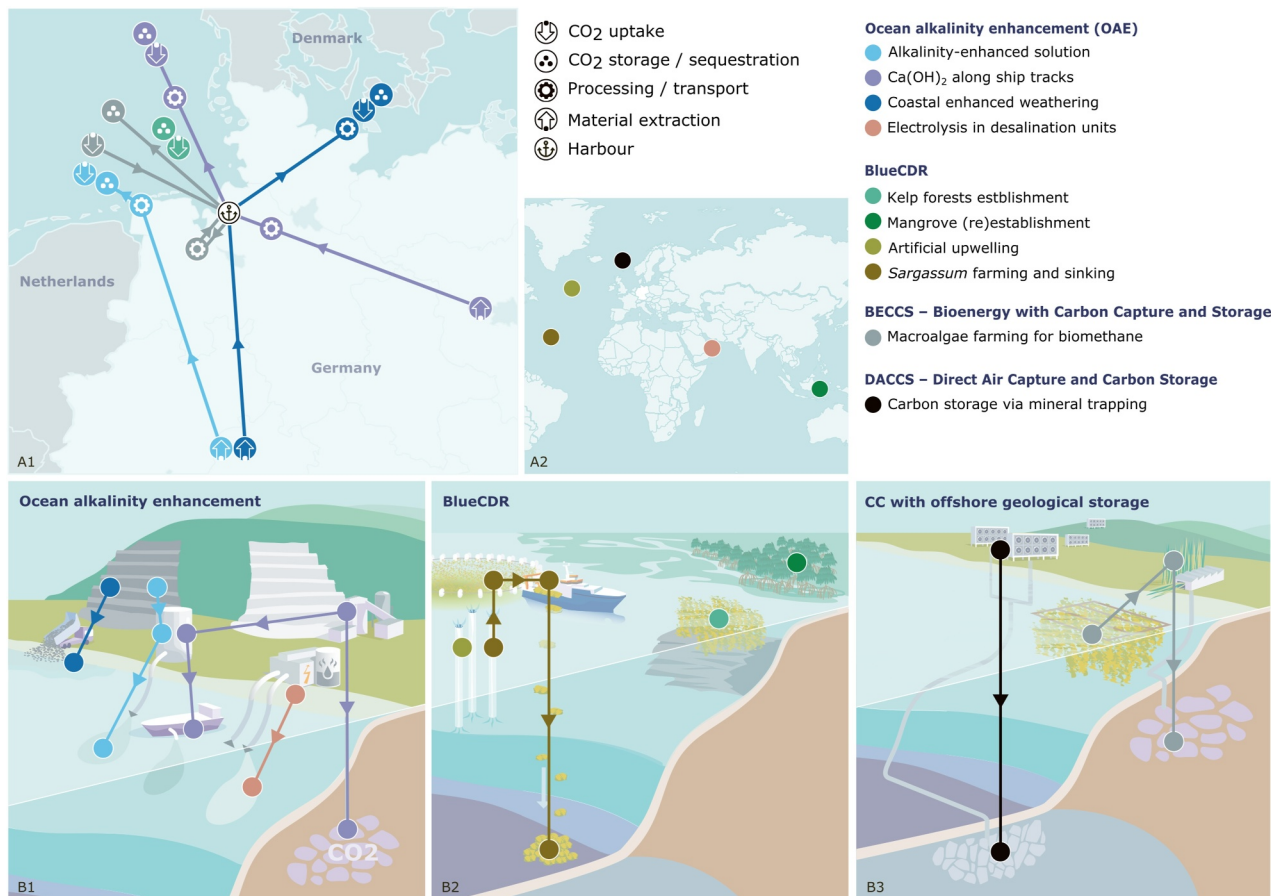 Denmark
Netherlands
Germany
A1
CO2 uptake
CO2 storage / sequestration
Processing / transport
Material extraction
Harbour
A2
Ocean alkalinity enhancement (OAE)
Alkalinity-enhanced solution
Ca(OH)2 along ship tracks
Coastal enhanced weathering
Electrolysis in desalination units
BlueCDR
Kelp forests estblishment
Mangrove (re)establishment
Artificial upwelling
Sargassum farming and sinking
BECCS – Bioenergy with Carbon Capture and Storage
Macroalgae farming for biomethane
DACCS – Direct Air Capture and Carbon Storage
Carbon storage via mineral trapping
Ocean alkalinity enhancement
CO2
B1
BlueCDR
B2
CC with offshore geological storage
B3